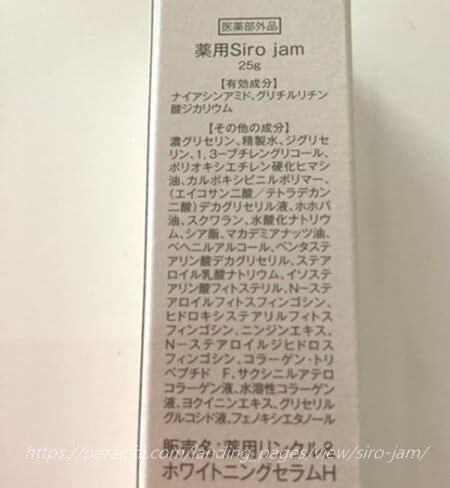 医薬部外品
薬用Siro jam
25g
【有効成分】
ナイアシンアミド、グリチルリチン
酸ジカリウム
【その他の成分】
濃グリセリン、精製水、ジグリセ
リン、1,3-ブチレングリコール、
ポリオキシエチレン硬化ヒマシ
油、カルボキシビニルポリマー、
(エイコサン二酸/テトラデカン
二酸)デカグリセリル液、ホホバ
油、スクワラン、水酸化ナトリウ
ム、シア脂、マカデミアナッツ油、
ベヘニルアルコール、ペンタステ
アリン酸デカグリセリル、ステア
ロイル乳酸ナトリウム、イソステ
アリン酸フィトステリル、N-ステ
アロイルフィトスフィンゴシン、
ヒドロキシステアリルフィトス
フィンゴシン、ニンジンエキス、
N-ステアロイルジヒドロス
フィンゴシン、コラーゲン・トリ
ペプチド F、サクシニルアテロ
コラーゲン液、水溶性コラーゲン
液、ヨクイニンエキス、グリセリル
グルコシド液、フェノキシエタノール
販売名:薬用リンクル&
https://peraichi.com/landing_pages/view/siro-jam/
ホワイトニングセラムH